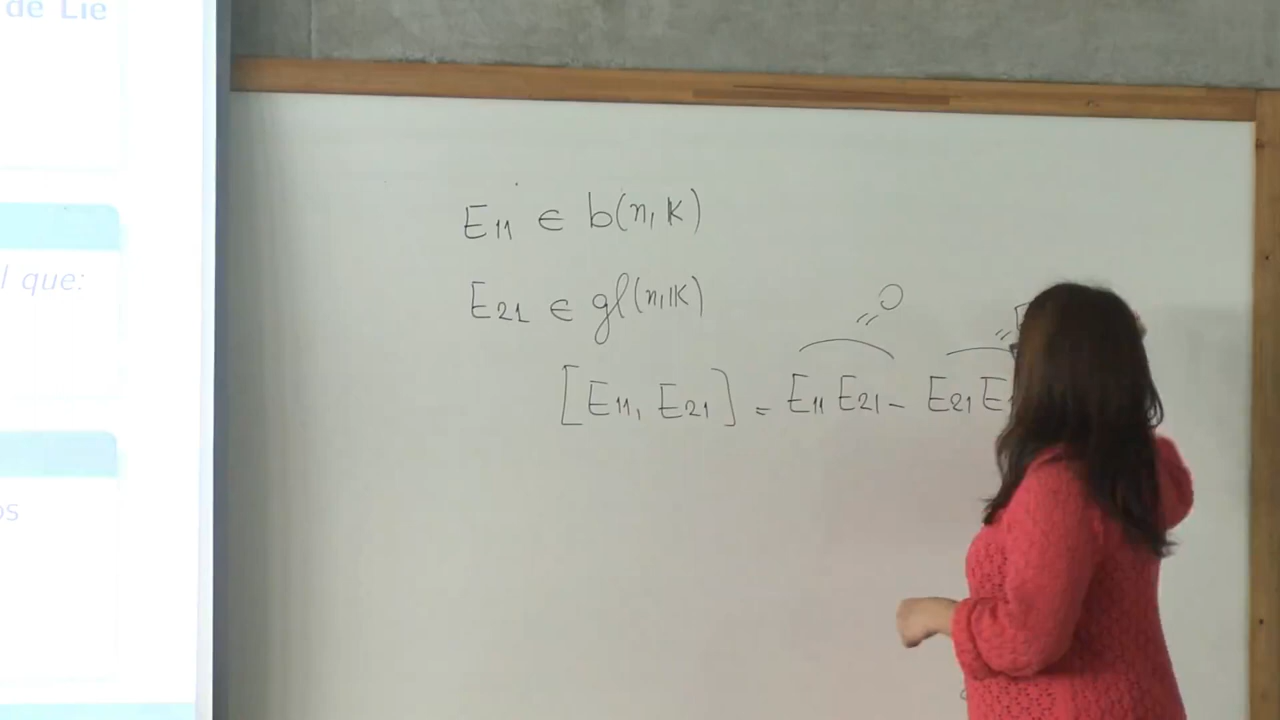 de Lie
l que:
os
E₁₁ ∈ b(n, K)
E₂₁ ∈ gl(n, K)
= 0
[E₁₁, E₂₁] = E₁₁ E₂₁ - E₂₁ E